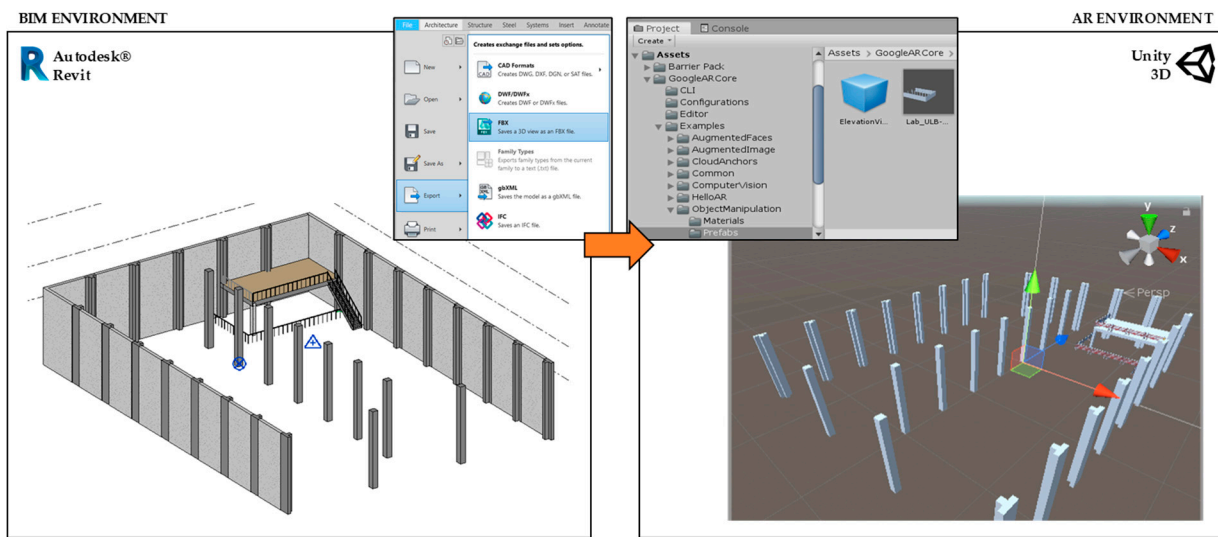 BIM ENVIRONMENT
AR ENVIRONMENT
Autodesk®
Revit
File Architecture Structure Steel Systems Insert Annotate
Creates exchange files and sets options.
New
Open
Save
Save As
Export
Print
CAD
CAD Formats
Creates DWG, DXF, DGN, or SAT files.
DWF/DWFx
Creates DWF or DWFx files.
FBX
Saves a 3D view as an FBX file.
Family Types
Exports family types from the current
family to a text (.txt) file.
gbXML
Saves the model as a gbXML file.
IFC
Saves an IFC file.
Project
Console
Create
Assets
Barrier Pack
GoogleARCore
CLI
Configurations
Editor
Examples
AugmentedFaces
AugmentedImage
CloudAnchors
Common
ComputerVision
HelloAR
ObjectManipulation
Materials
Prefabs
Assets > GoogleARCore >
ElevationVi...
Lab_ULB-...
Unity
3D
y
z
x
Persp